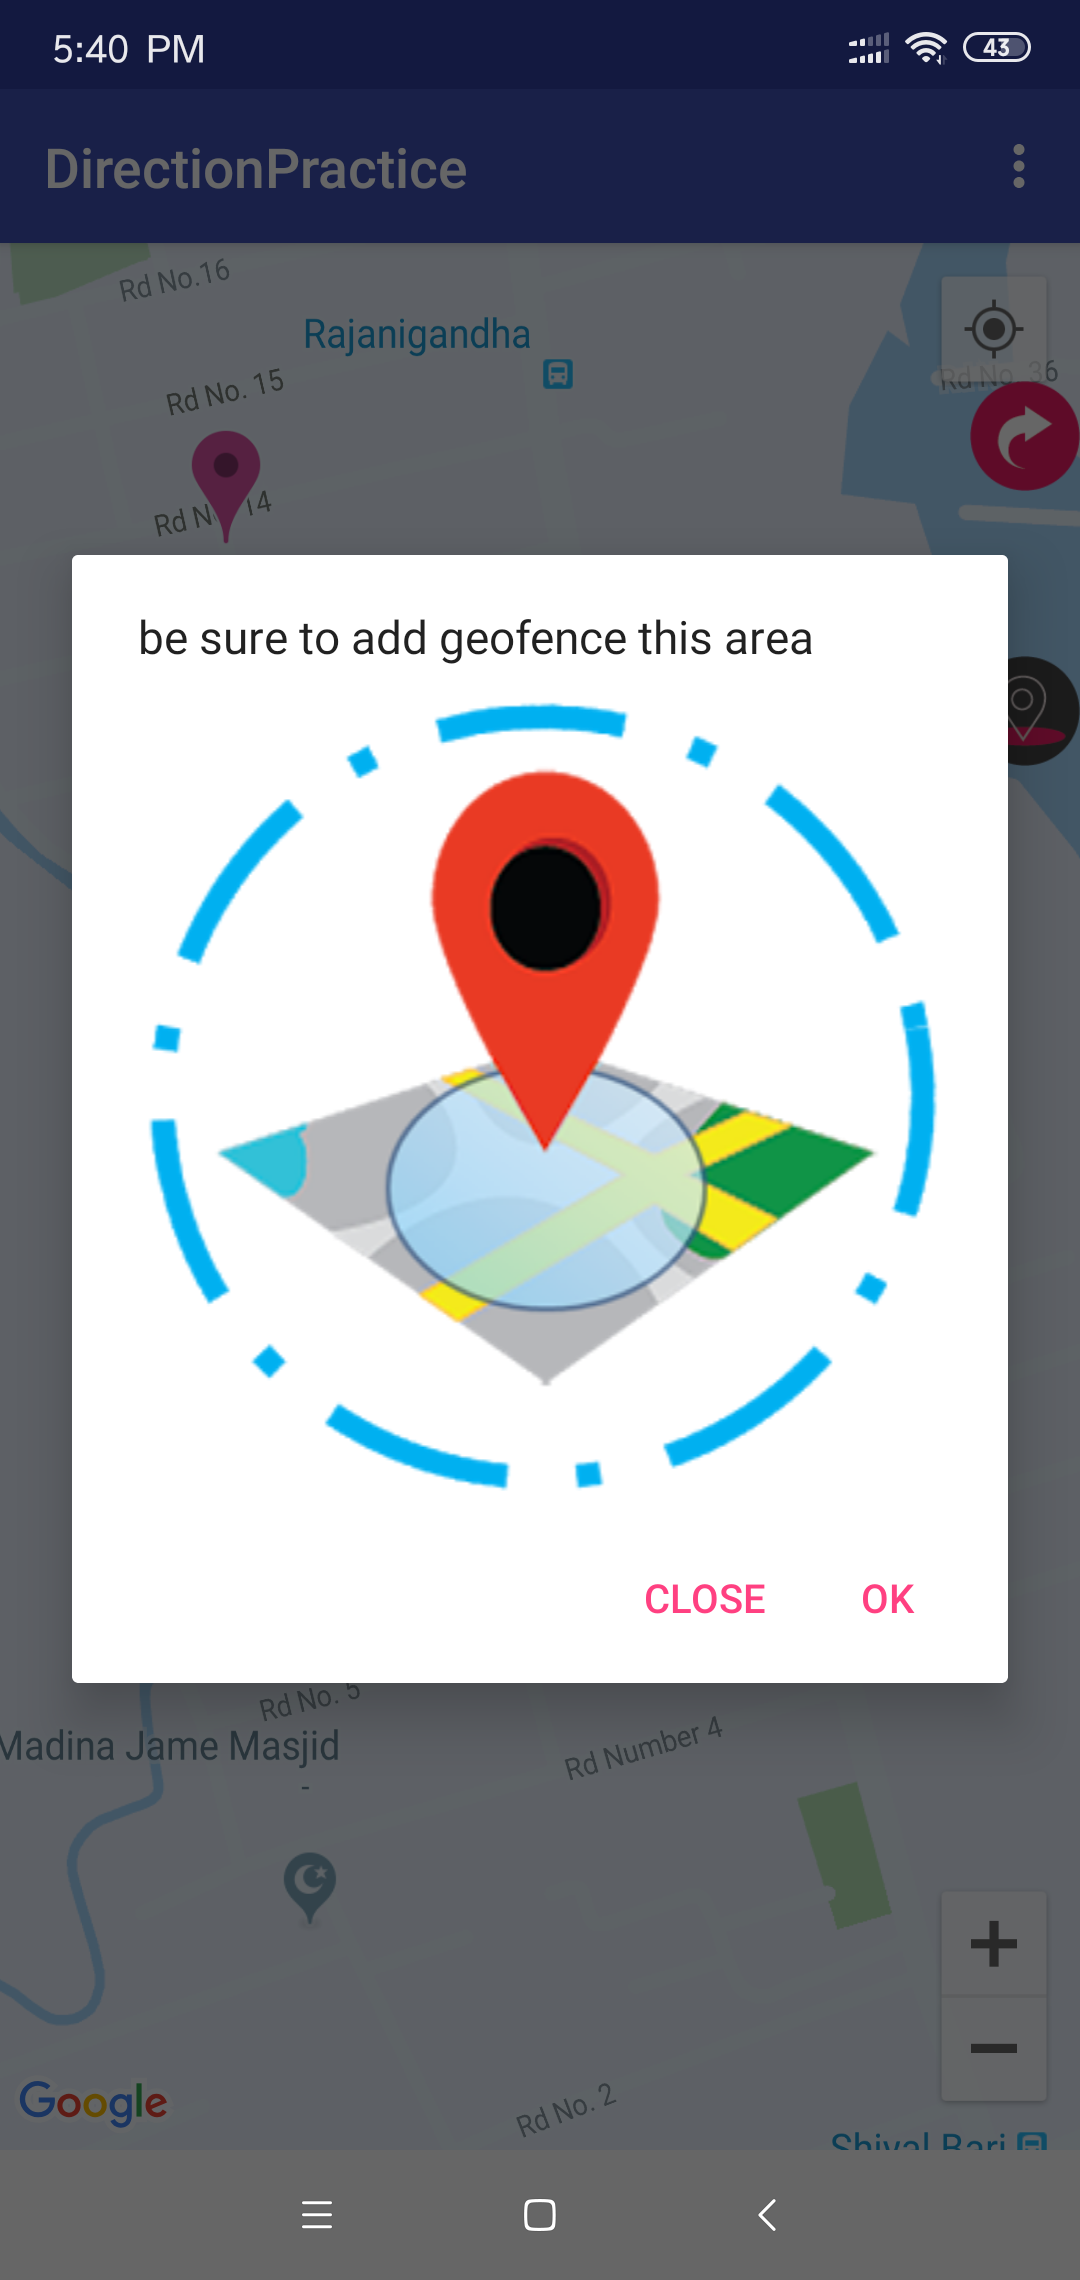 5:40 PM
43
DirectionPractice
Rd No.16
Rajanigandha
Rd No. 36
Rd No. 15
14
Rd
be sure to add geofence this area
CLOSE
OK
Rd No. 5
Madina Jame Masjid
Rd Number 4
Google
Rd No. 2
Shiyal Bari